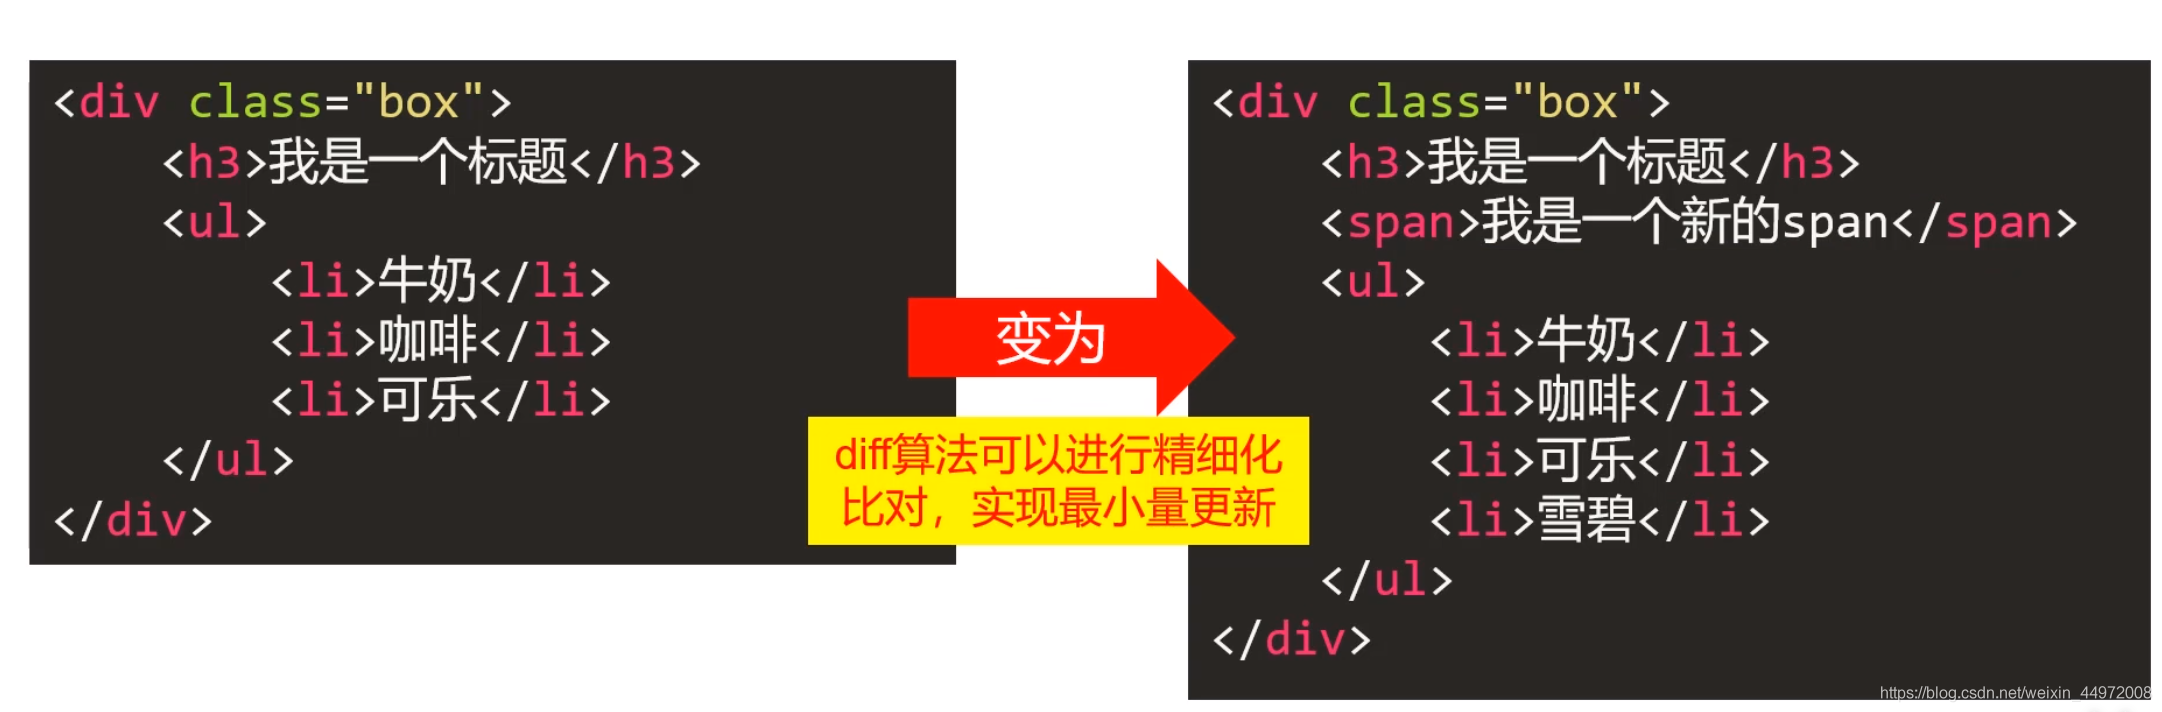 <div class="box">
<h3>我是一个标题</h3>
<ul>
<li>牛奶</li>
<li>咖啡</li>
<li>可乐</li>
</ul>
</div>
变为
diff算法可以进行精细化
比对，实现最小量更新
<div class="box">
<h3>我是一个标题</h3>
<span>我是一个新的span</span>
<ul>
<li>牛奶</li>
<li>咖啡</li>
<li>可乐</li>
<li>雪碧</li>
</ul>
</div>
https://blog.csdn.net/weixin_44972008